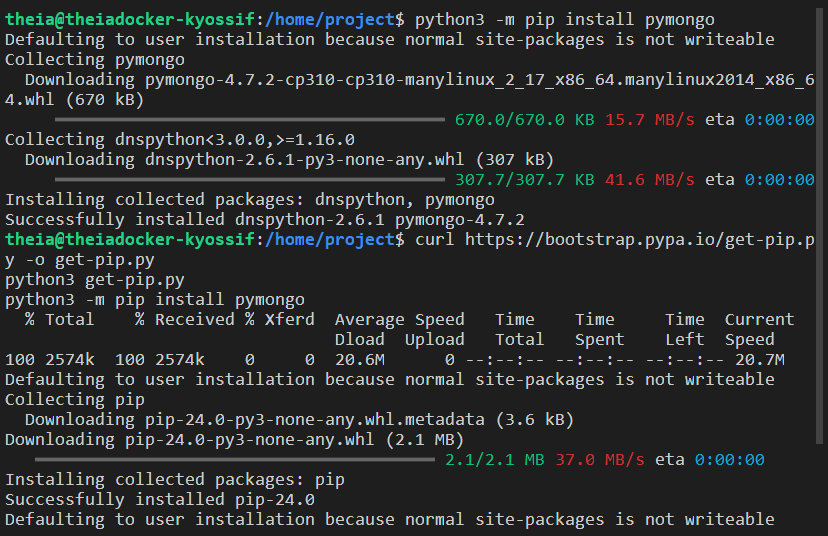 theia@theiadocker-kyossif:/home/project$ python3 -m pip install pymongo
Defaulting to user installation because normal site-packages is not writeable
Collecting pymongo
  Downloading pymongo-4.7.2-cp310-cp310-manylinux_2_17_x86_64.manylinux2014_x86_6
4.whl (670 kB)
670.0/670.0 KB 15.7 MB/s eta 0:00:00
Collecting dnspython<3.0.0,>=1.16.0
  Downloading dnspython-2.6.1-py3-none-any.whl (307 kB)
307.7/307.7 KB 41.6 MB/s eta 0:00:00
Installing collected packages: dnspython, pymongo
Successfully installed dnspython-2.6.1 pymongo-4.7.2
theia@theiadocker-kyossif:/home/project$ curl https://bootstrap.pypa.io/get-pip.p
y -o get-pip.py
python3 get-pip.py
python3 -m pip install pymongo
  % Total    % Received % Xferd  Average Speed   Time    Time     Time  Current
                                 Dload  Upload   Total   Spent    Left  Speed
100 2574k  100 2574k    0     0  20.6M      0 --:--:-- --:--:-- --:--:-- 20.7M
Defaulting to user installation because normal site-packages is not writeable
Collecting pip
  Downloading pip-24.0-py3-none-any.whl.metadata (3.6 kB)
Downloading pip-24.0-py3-none-any.whl (2.1 MB)
2.1/2.1 MB 37.0 MB/s eta 0:00:00
Installing collected packages: pip
Successfully installed pip-24.0
Defaulting to user installation because normal site-packages is not writeable